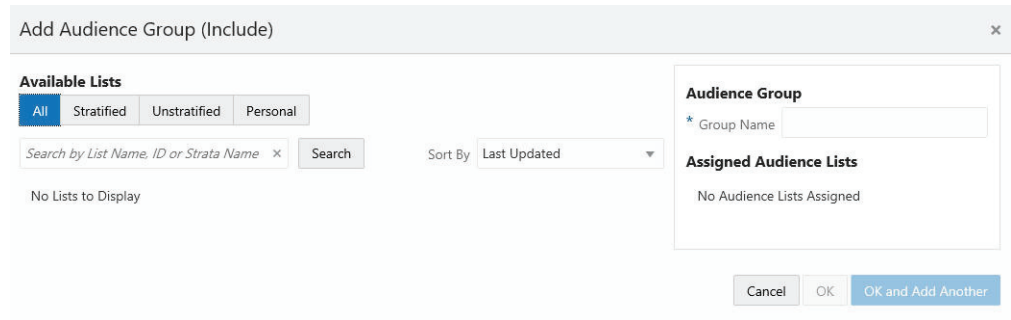 Add Audience Group (Include) ×
Available Lists
All Stratified Unstratified Personal
Search by List Name, ID or Strata Name × Search Sort By Last Updated
No Lists to Display
Audience Group
* Group Name
Assigned Audience Lists
No Audience Lists Assigned
Cancel OK OK and Add Another